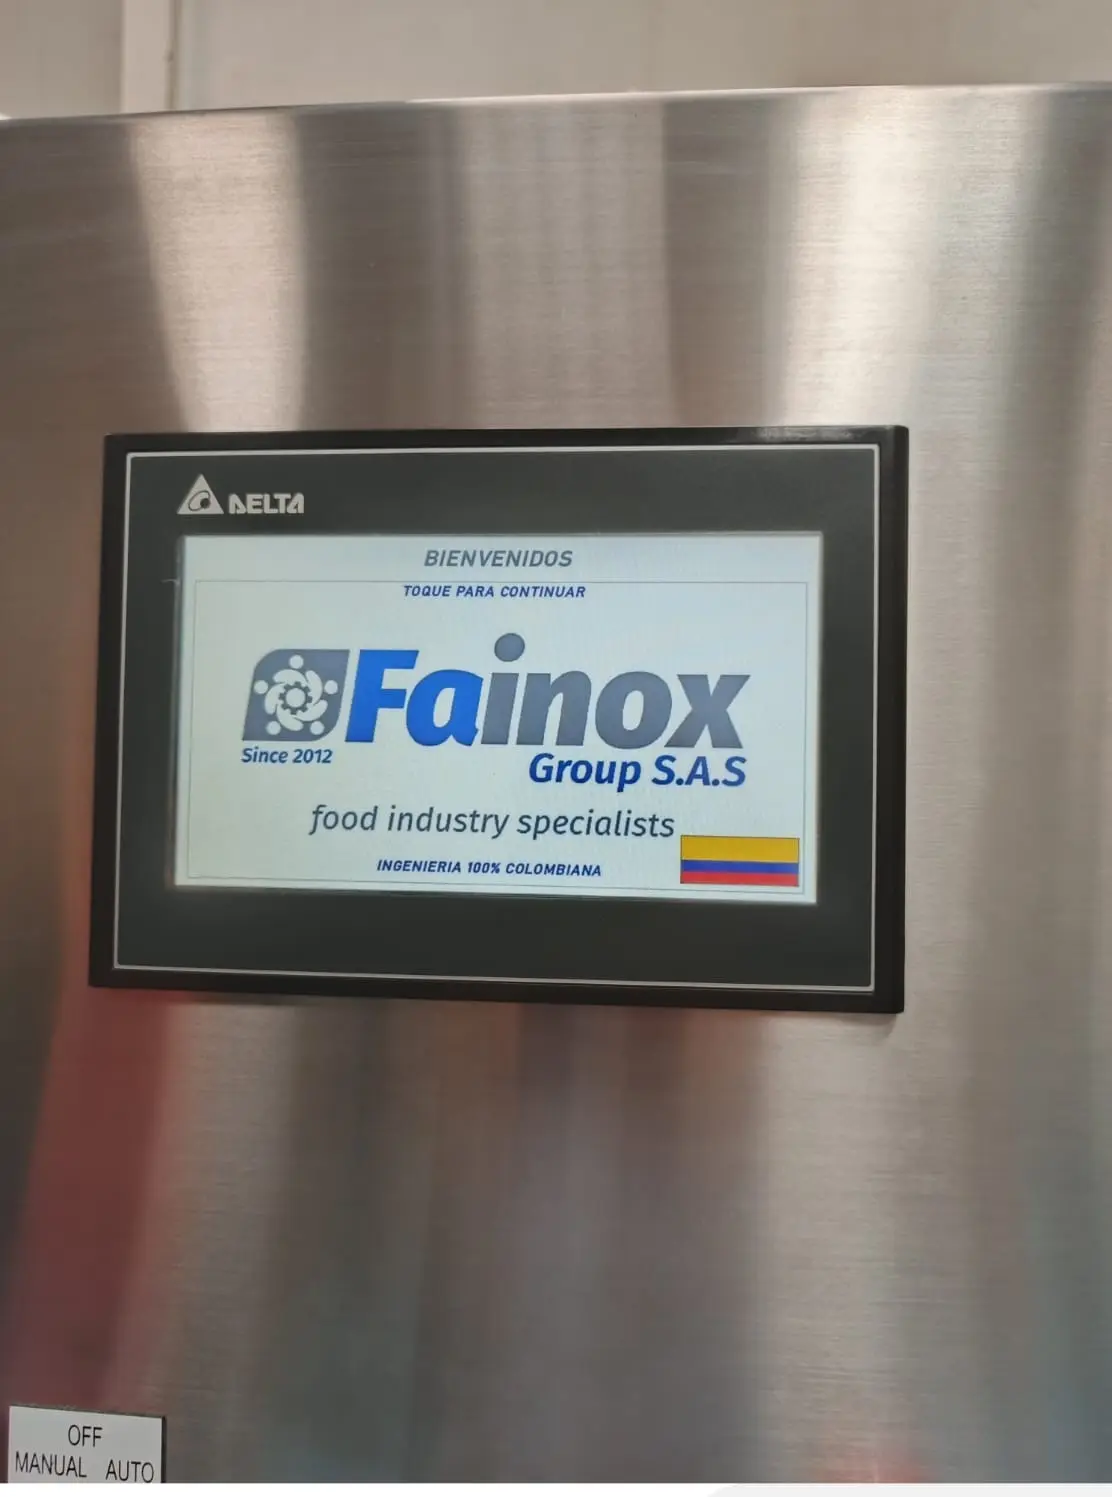 DELTA
BIENVENIDOS
TOQUE PARA CONTINUAR
Fainox
Since 2012
Group S.A.S
food industry specialists
INGENIERIA 100% COLOMBIANA
OFF
MANUAL AUTO